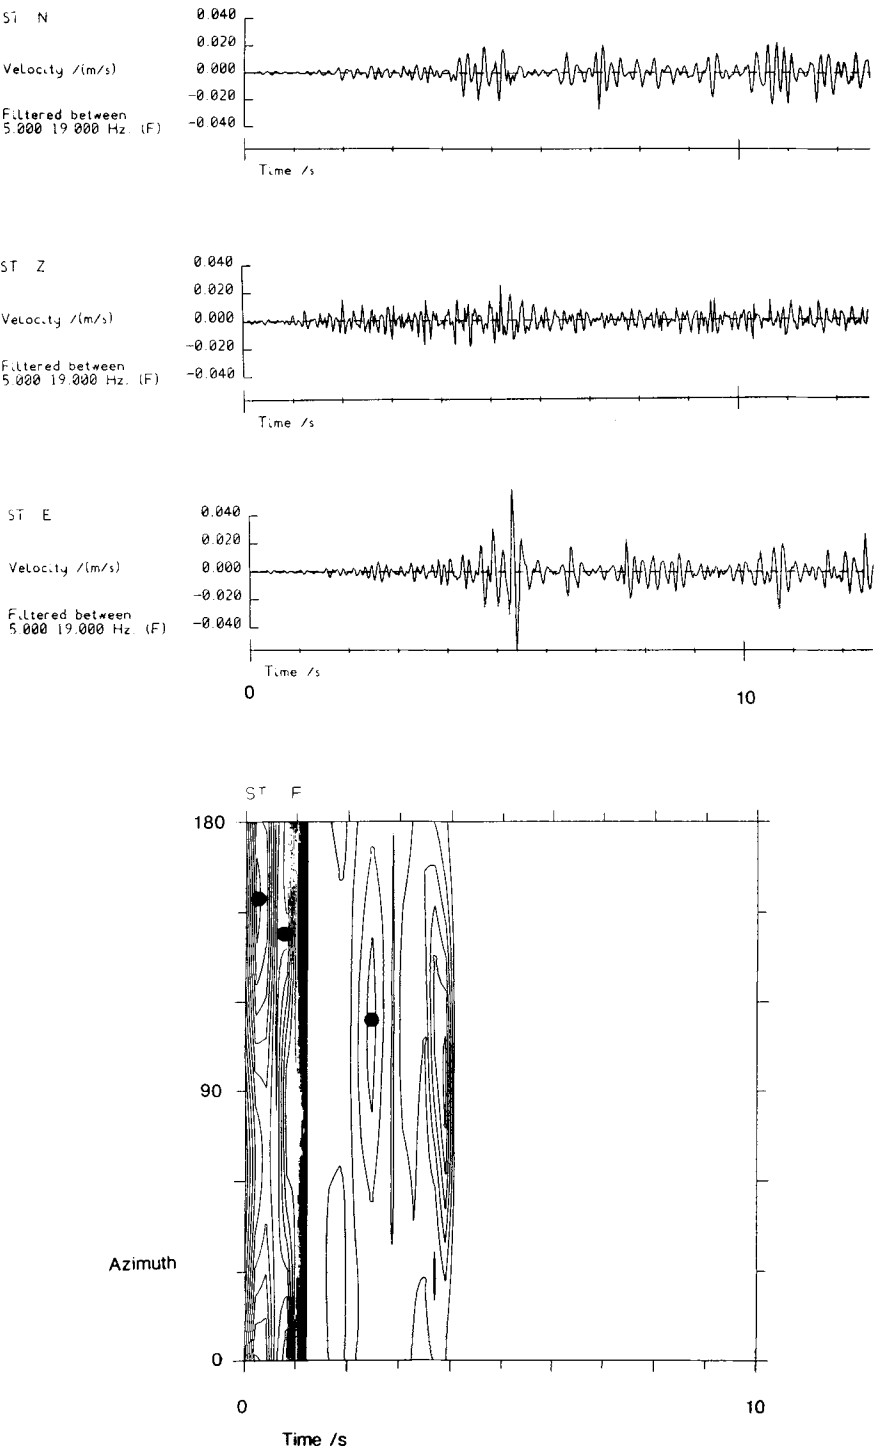 ST N
0.040
0.020
Velocity /(m/s)
0.000
-0.020
Filtered between
5.000 19.000 Hz. (F)
-0.040
Time /s
ST Z
0.040
0.020
Velocity /(m/s)
0.000
-0.020
Filtered between
5.000 19.000 Hz. (F)
-0.040
Time /s
ST E
0.040
0.020
Velocity /(m/s)
0.000
-0.020
Filtered between
5.000 19.000 Hz. (F)
-0.040
Time /s
0
10
ST
180
90
Azimuth
0
0
10
Time /s